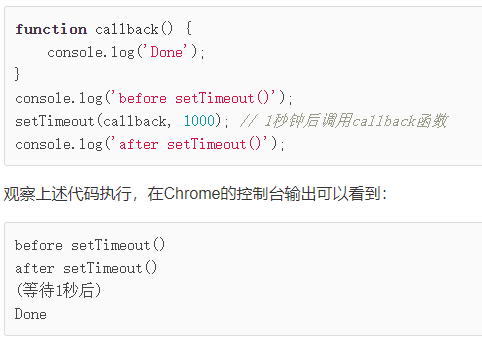 function callback() {
    console.log('Done');
}
console.log('before setTimeout()');
setTimeout(callback, 1000); // 1秒钟后调用callback函数
console.log('after setTimeout()');
观察上述代码执行，在Chrome的控制台输出可以看到：
before setTimeout()
after setTimeout()
(等待1秒后)
Done